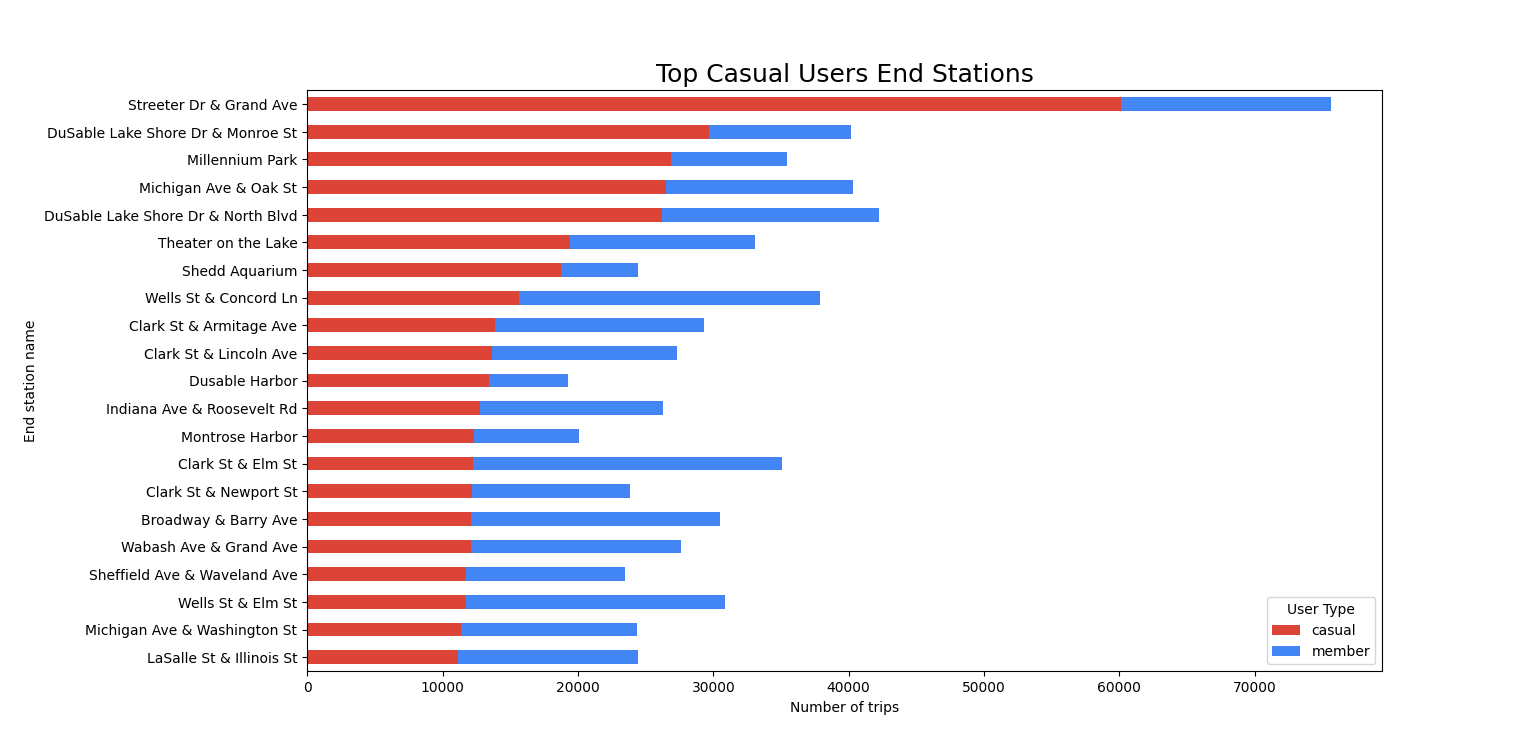 Top Casual Users End Stations
Streeter Dr & Grand Ave
DuSable Lake Shore Dr & Monroe St
Millennium Park
Michigan Ave & Oak St
DuSable Lake Shore Dr & North Blvd
Theater on the Lake
Shedd Aquarium
Wells St & Concord Ln
Clark St & Armitage Ave
Clark St & Lincoln Ave
Dusable Harbor
Indiana Ave & Roosevelt Rd
Montrose Harbor
Clark St & Elm St
Clark St & Newport St
Broadway & Barry Ave
Wabash Ave & Grand Ave
Sheffield Ave & Waveland Ave
Wells St & Elm St
Michigan Ave & Washington St
LaSalle St & Illinois St
End station name
0 10000 20000 30000 40000 50000 60000 70000
Number of trips
User Type
casual
member